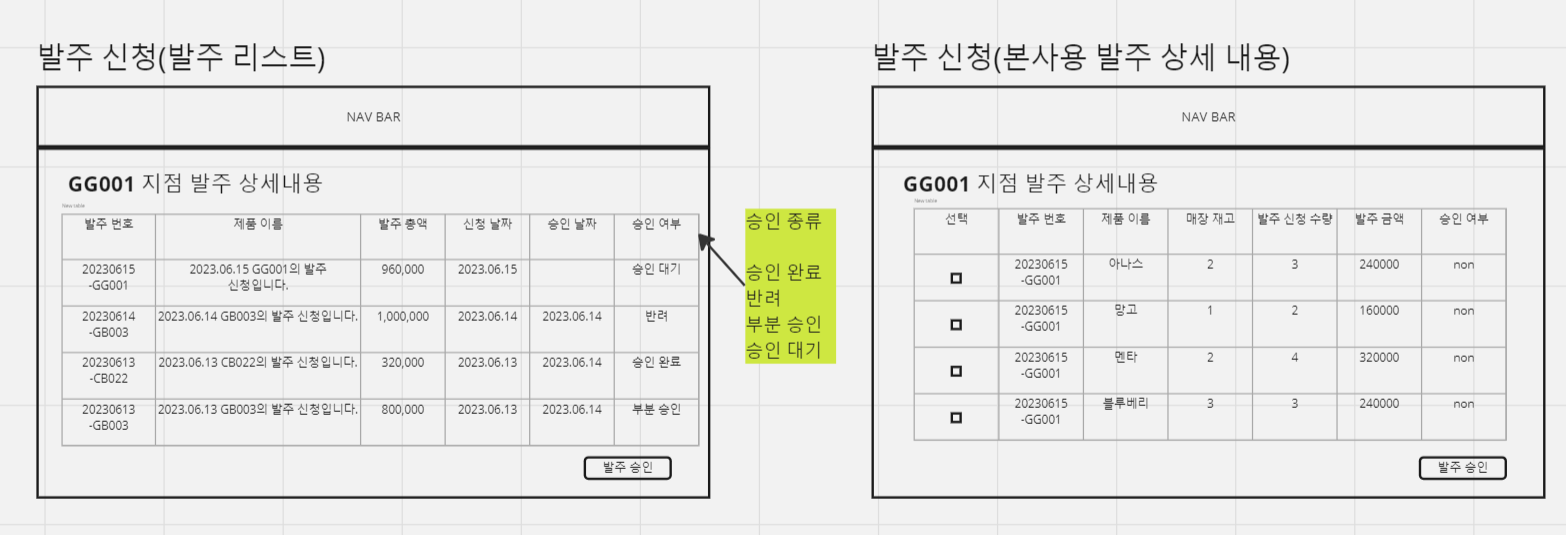 발주 신청(발주 리스트)
NAV BAR
GG001 지점 발주 상세내용
New table
발주 번호 제품 이름 발주 총액 신청 날짜 승인 날짜 승인 여부
20230615 2023.06.15 GG001의 발주 960,000 2023.06.15 승인 대기
-GG001 신청입니다.
20230614 2023.06.14 GB003의 발주 신청입니다. 1,000,000 2023.06.14 2023.06.14 반려
-GB003
20230613 2023.06.13 CB022의 발주 신청입니다. 320,000 2023.06.13 2023.06.14 승인 완료
-CB022
20230613 2023.06.13 GB003의 발주 신청입니다. 800,000 2023.06.13 2023.06.14 부분 승인
-GB003
발주 승인
승인 종류
승인 완료
반려
부분 승인
승인 대기
발주 신청(본사용 발주 상세 내용)
NAV BAR
GG001 지점 발주 상세내용
New table
선택 발주 번호 제품 이름 매장 재고 발주 신청 수량 발주 금액 승인 여부
20230615 아나스 2 3 240000 non
-GG001
20230615 망고 1 2 160000 non
-GG001
20230615 멘타 2 4 320000 non
-GG001
20230615 블루베리 3 3 240000 non
-GG001
발주 승인